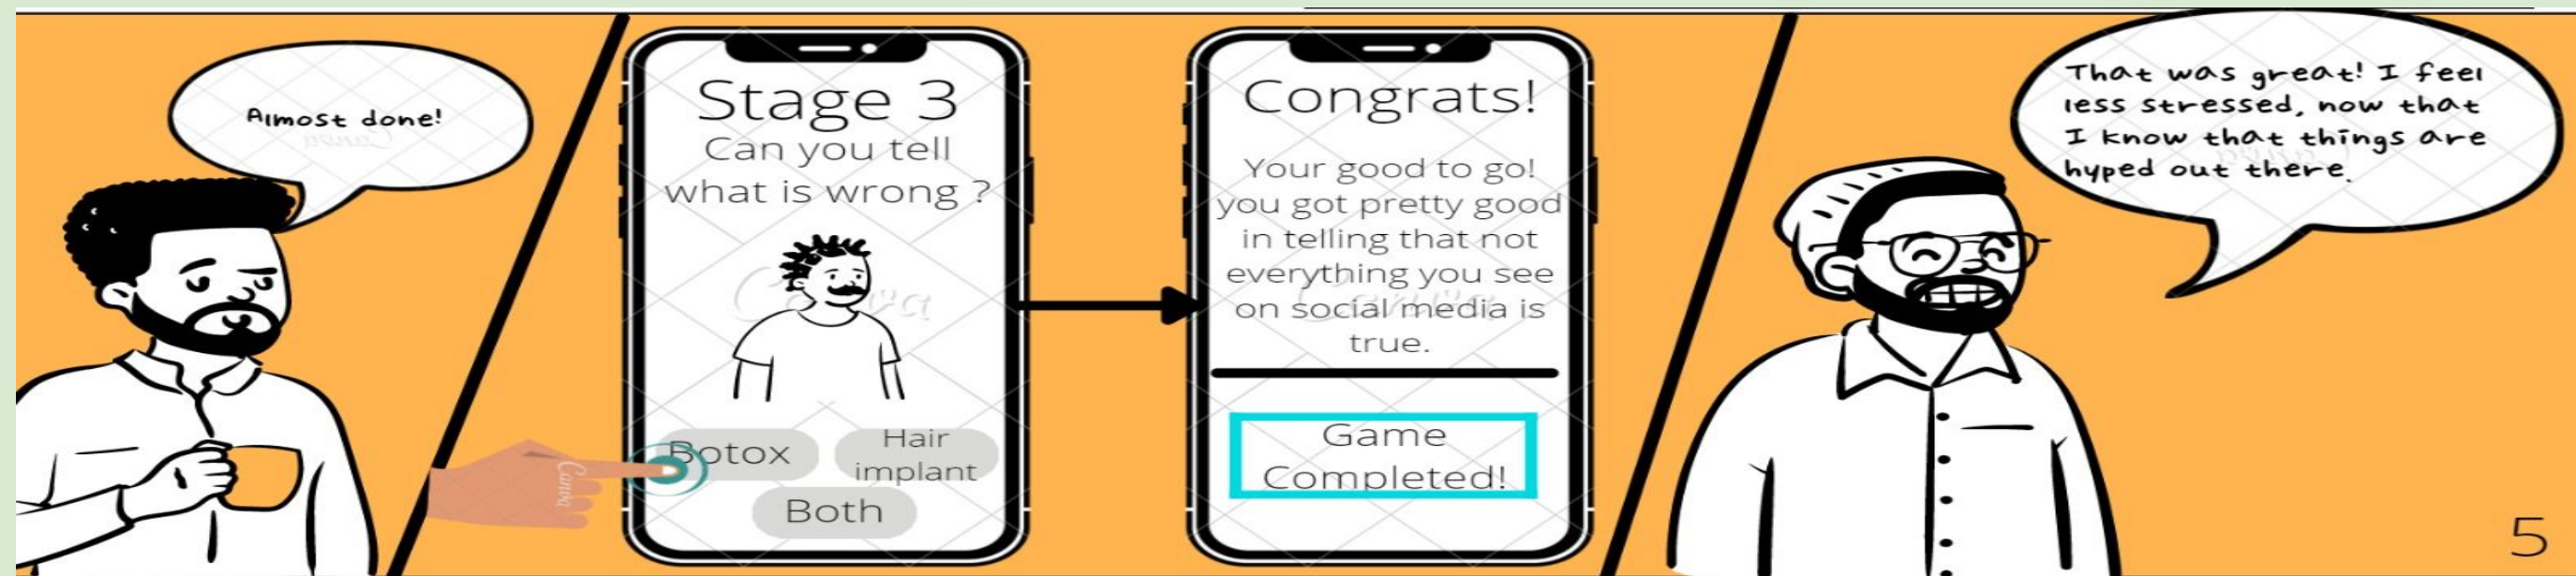 Almost done!
Stage 3
Can you tell
what is wrong ?
Botox
Hair
implant
Both
Canva
Congrats!
Your good to go!
you got pretty good
in telling that not
everything you see
on social media is
true.
Game
Completed!
That was great! I feel
less stressed, now that
I know that things are
hyped out there.
5